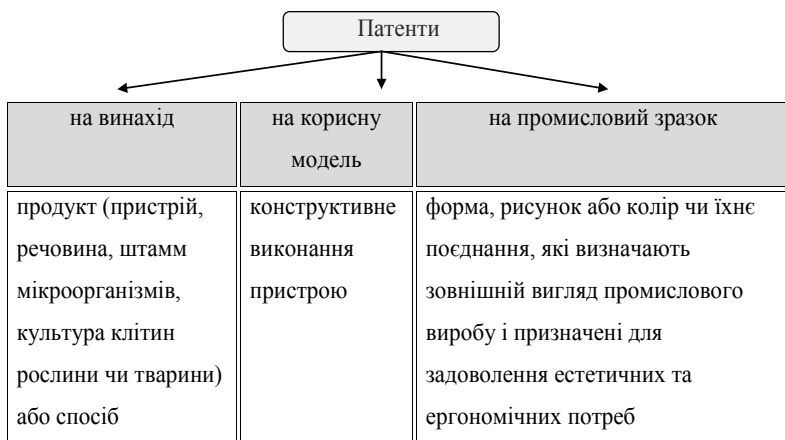 Патенти
на винахід
на корисну
модель
на промисловий зразок
продукт (пристрій,
речовина, штамм
мікроорганізмів,
культура клітин
рослини чи тварини)
або спосіб
конструктивне
виконання
пристрою
форма, рисунок або колір чи їхнє
поєднання, які визначають
зовнішній вигляд промислового
виробу і призначені для
задоволення естетичних та
ергономічних потреб